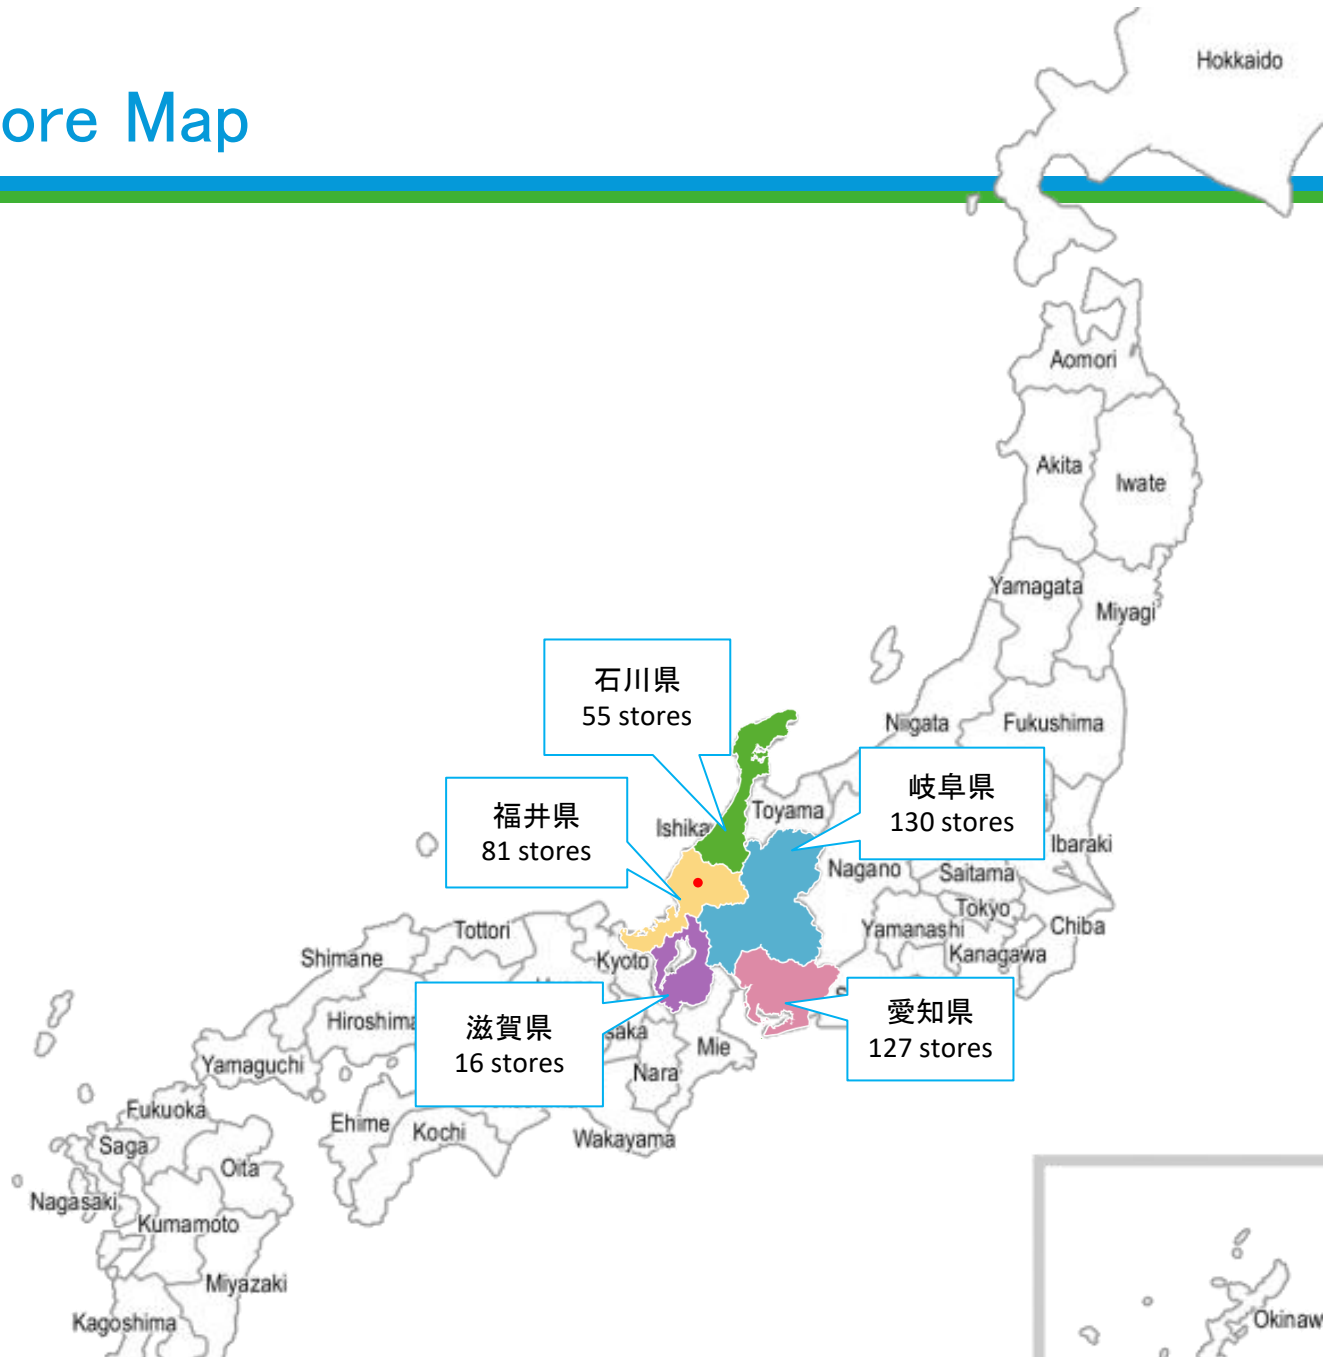 ore Map
Hokkaido
Aomori
Akita
Iwate
Yamagata
Miyagi
石川県
55 stores
Niigata
Fukushima
福井県
81 stores
Toyama
岐阜県
130 stores
Ishika
Ibaraki
Nagano
Saitama
Tokyo
Yamanashi
Chiba
Kanagawa
Tottori
Shimane
Kyoto
Hiroshima
滋賀県
16 stores
saka
Mie
Nara
愛知県
127 stores
Yamaguchi
Fukuoka
Ehime
Kochi
Wakayama
Saga
Oita
Nagasaki
Kumamoto
Miyazaki
Kagoshima
Okinaw